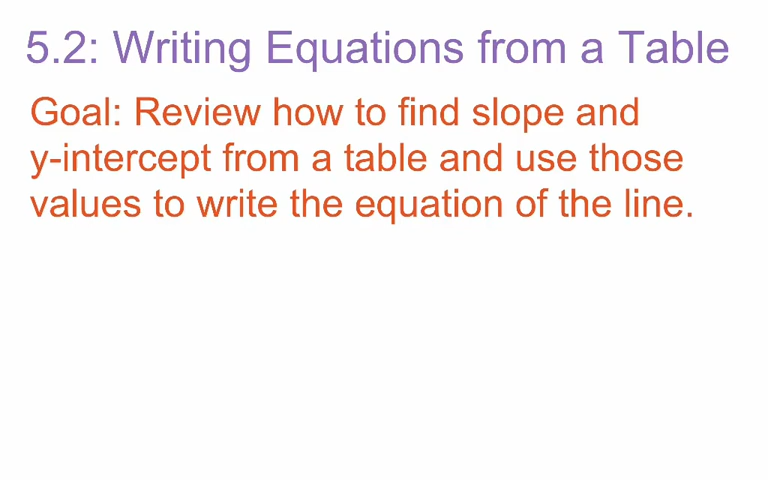 5.2: Writing Equations from a Table
Goal: Review how to find slope and
y-intercept from a table and use those
values to write the equation of the line.